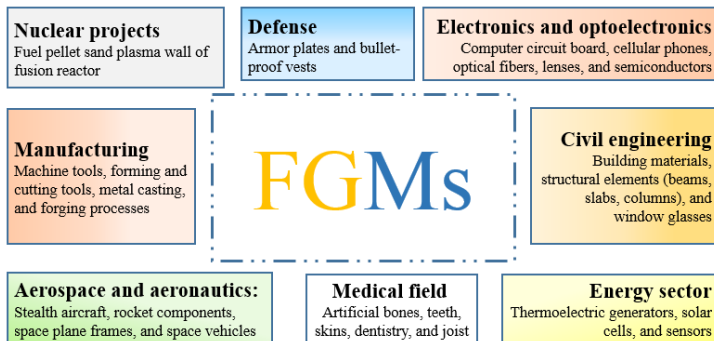 Nuclear projects
Fuel pellet sand plasma wall of
fusion reactor
Defense
Armor plates and bullet-
proof vests
Electronics and optoelectronics
Computer circuit board, cellular phones,
optical fibers, lenses, and semiconductors
Manufacturing
Machine tools, forming and
cutting tools, metal casting,
and forging processes
FGMs
Civil engineering
Building materials,
structural elements (beams,
slabs, columns), and
window glasses
Aerospace and aeronautics:
Stealth aircraft, rocket components,
space plane frames, and space vehicles
Medical field
Artificial bones, teeth,
skins, dentistry, and joist
Energy sector
Thermoelectric generators, solar
cells, and sensors